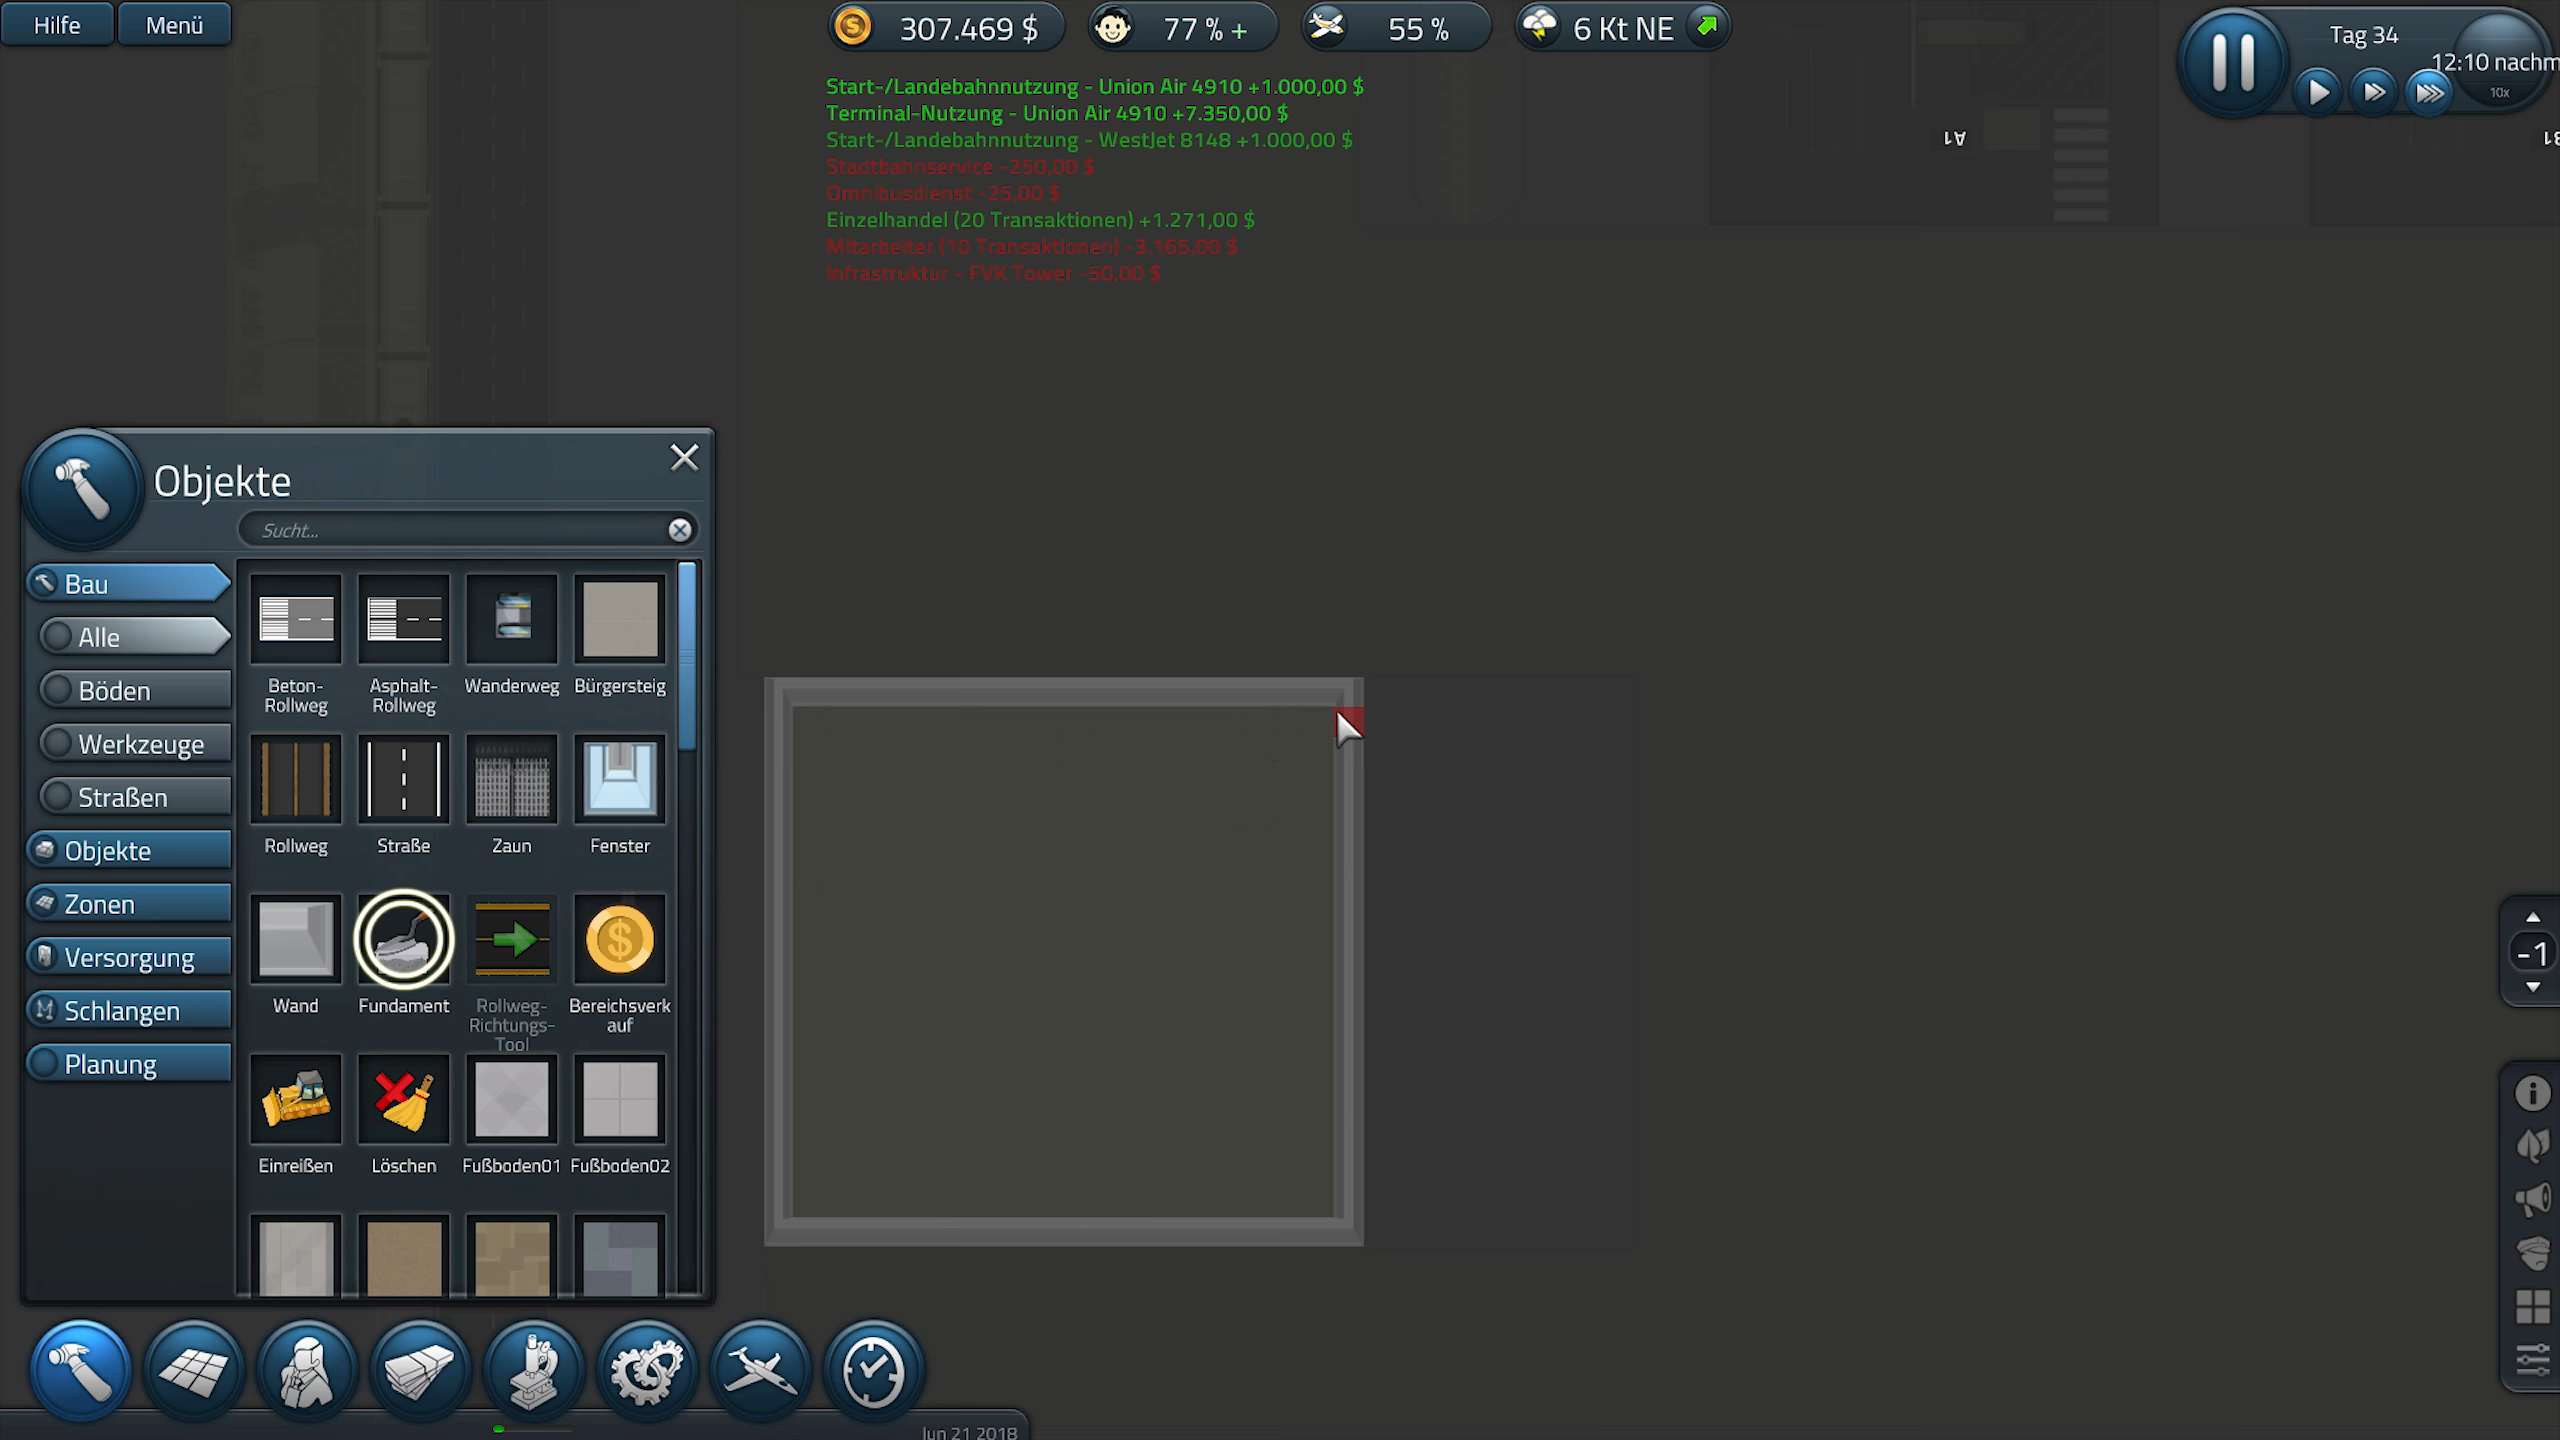 Hilfe
Menü
307.469 $
77 % +
55 %
6 Kt NE
Tag 34
12:10 nachm
10x
Start-/Landebahnnutzung - Union Air 4910 +1.000,00 $
Terminal-Nutzung - Union Air 4910 +7.350,00 $
Start-/Landebahnnutzung - WestJet 8148 +1.000,00 $
Stadtbahnservice -250,00 $
Omnibusdienst -25,00 $
Einzelhandel (20 Transaktionen) +1.271,00 $
Mitarbeiter (10 Transaktionen) -3.165,00 $
Infrastruktur - FVK Tower -50,00 $
A1
Objekte
Sucht...
Bau
Alle
Böden
Werkzeuge
Straßen
Objekte
Zonen
Versorgung
Schlangen
Planung
Beton-
Rollweg
Asphalt-
Rollweg
Wanderweg
Bürgersteig
Rollweg
Straße
Zaun
Fenster
Wand
Fundament
Rollweg-
Richtungs-
Tool
Bereichsverk
auf
Einreißen
Löschen
Fußboden01
Fußboden02
-1
Jun 21 2018